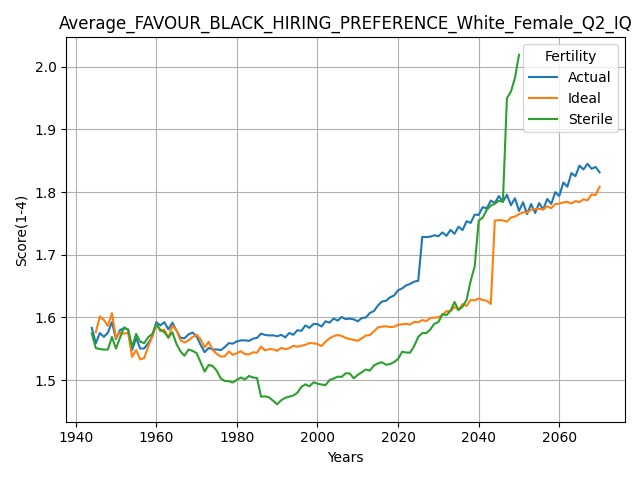 Average_FAVOUR_BLACK_HIRING_PREFERENCE_White_Female_Q2_IQ
Fertility
Actual
Ideal
Sterile
Score(1-4)
2.0
1.9
1.8
1.7
1.6
1.5
1940
1960
1980
2000
2020
2040
2060
Years